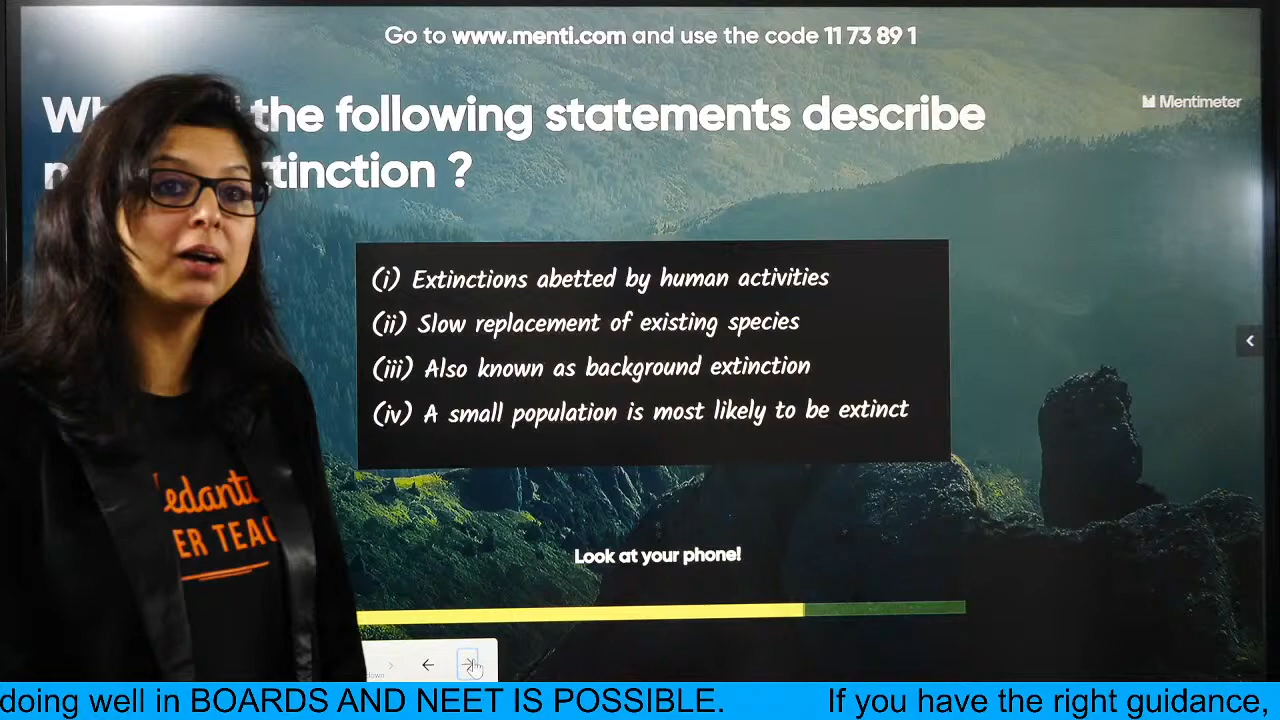 Go to www.menti.com and use the code 11 73 89 1
Mentimeter
the following statements describe
?
(i) Extinctions abetted by human activities
(ii) Slow replacement of existing species
(iii) Also known as background extinction
(iv) A small population is most likely to be extinct
Look at your phone!
doing well in BOARDS AND NEET IS POSSIBLE. If you have the right guidance,